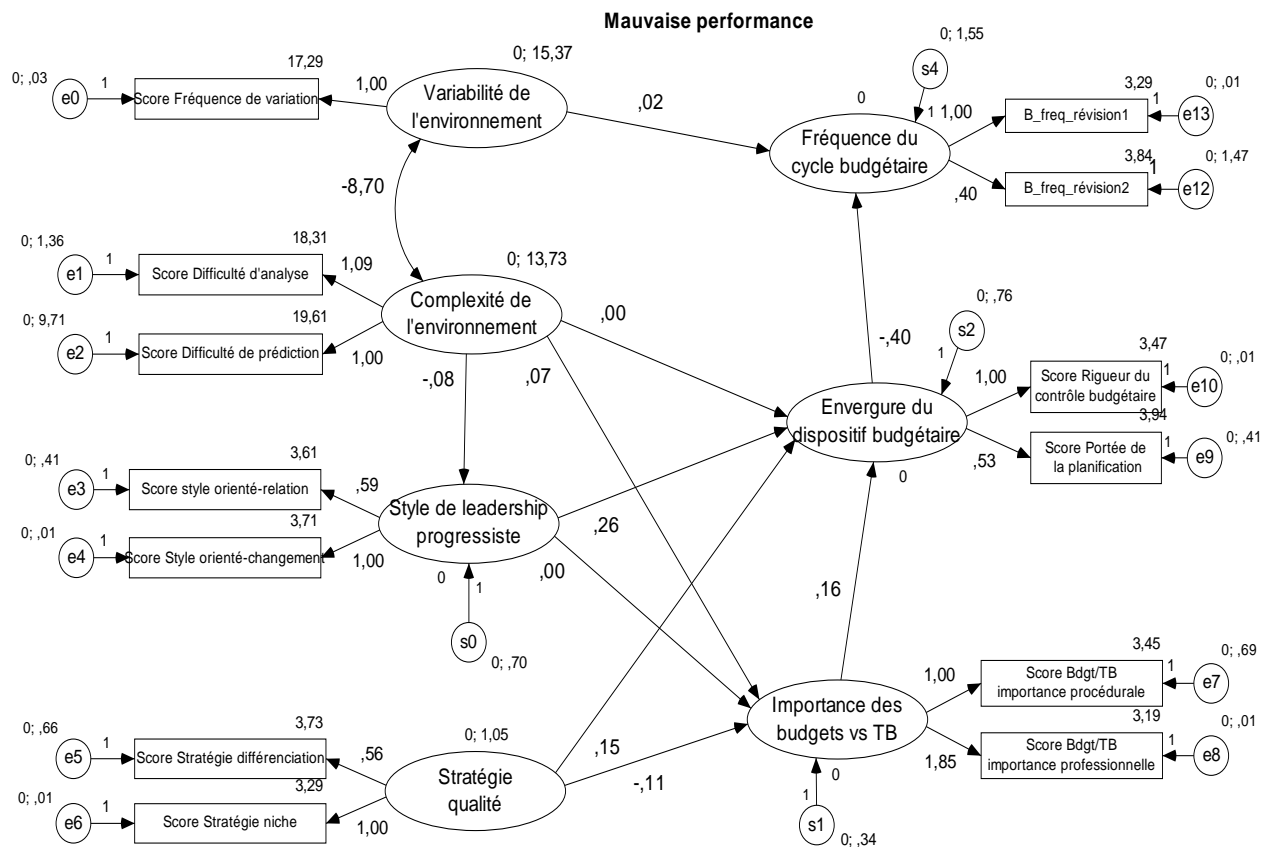 Mauvaise performance
0; ,03
e0
1
17,29
Score Fréquence de variation
1,00
0; 15,37
Variabilité de
l'environnement
,02
0; 1,55
s4
1
0
Fréquence du
cycle budgétaire
1,00
3,29
B_freq_révision1
1
0; ,01
e13
,40
3,84
B_freq_révision2
1
0; 1,47
e12
-8,70
0; 1,36
e1
1
18,31
Score Difficulté d'analyse
1,09
0; 9,71
e2
1
19,61
Score Difficulté de prédiction
1,00
0; 13,73
Complexité de
l'environnement
,00
-,08
,07
-,40
0; ,76
s2
1
Envergure du
dispositif budgétaire
0
1,00
3,47
Score Rigueur du
contrôle budgétaire
1
0; ,01
e10
,53
3,94
Score Portée de
la planification
1
0; ,41
e9
0; ,41
e3
1
3,61
Score style orienté-relation
,59
0; ,01
e4
1
3,71
Score Style orienté-changement
1,00
Style de leadership
progressiste
0
1
s0
0; ,70
,26
,00
,16
0; ,66
e5
1
3,73
Score Stratégie différenciation
,56
0; ,01
e6
1
3,29
Score Stratégie niche
1,00
0; 1,05
Stratégie
qualité
,15
-,11
Importance des
budgets vs TB
0
1
s1
0; ,34
1,00
3,45
Score Bdgt/TB
importance procédurale
1
0; ,69
e7
1,85
3,19
Score Bdgt/TB
importance professionnelle
1
0; ,01
e8